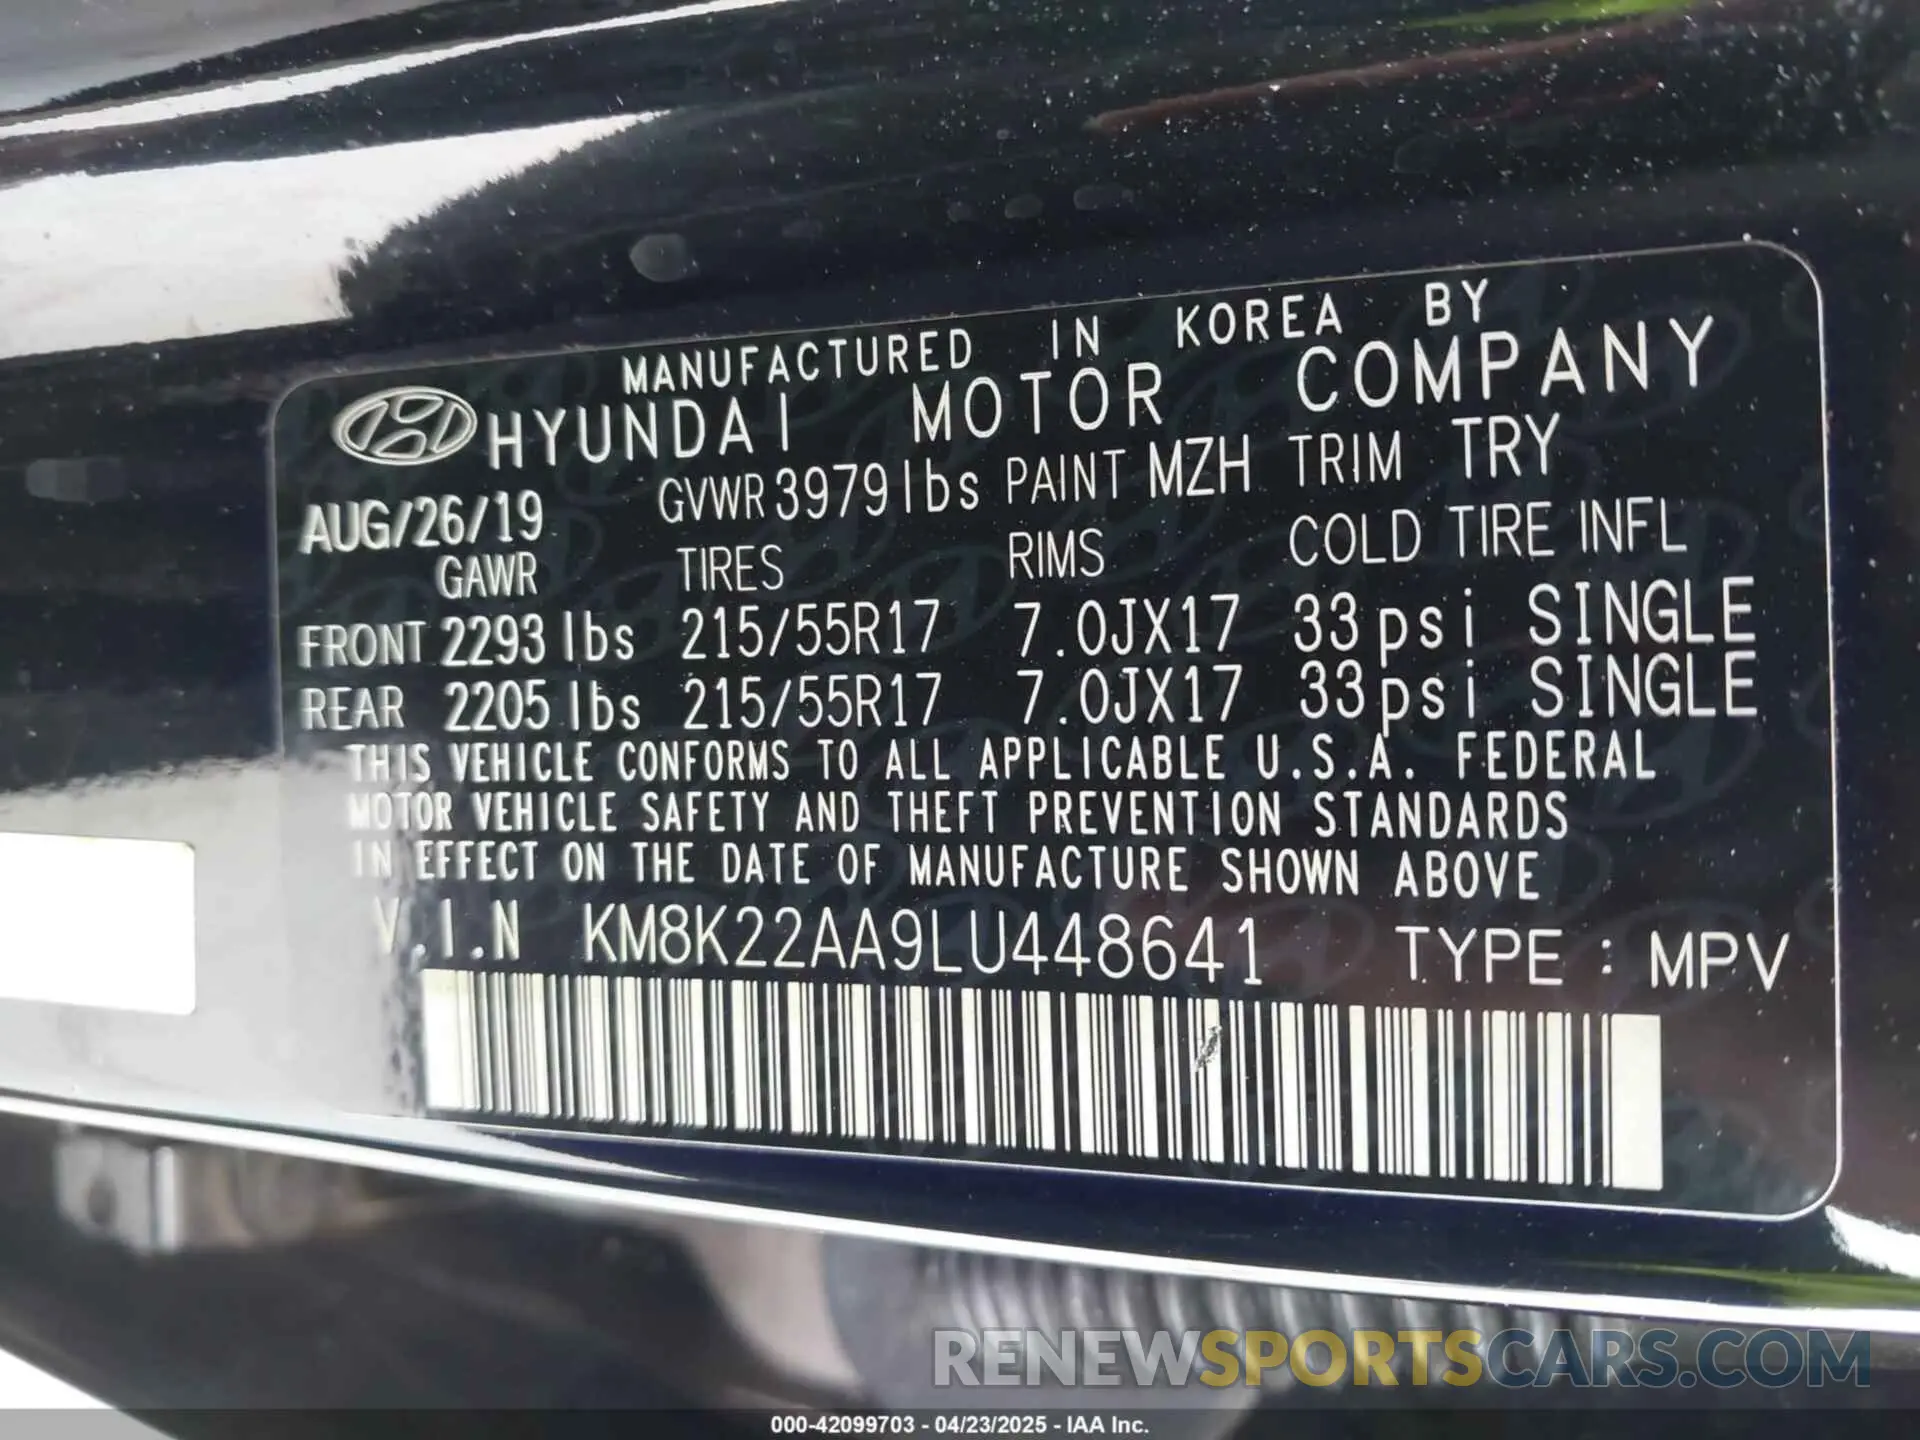 MANUFACTURED IN KOREA BY
HYUNDAI MOTOR COMPANY
AUG/26/19 GVWR 3979 lbs PAINT MZH TRIM TRY
GAWR TIRES RIMS COLD TIRE INFL
FRONT 2293 lbs 215/55R17 7.0JX17 33psi SINGLE
REAR 2205 lbs 215/55R17 7.0JX17 33psi SINGLE
THIS VEHICLE CONFORMS TO ALL APPLICABLE U.S.A. FEDERAL
MOTOR VEHICLE SAFETY AND THEFT PREVENTION STANDARDS
IN EFFECT ON THE DATE OF MANUFACTURE SHOWN ABOVE
V.I.N KM8K22AA9LU448641 TYPE : MPV
RENEWSPORTSCARS.COM
000-42099703 - 04/23/2025 - IAA Inc.